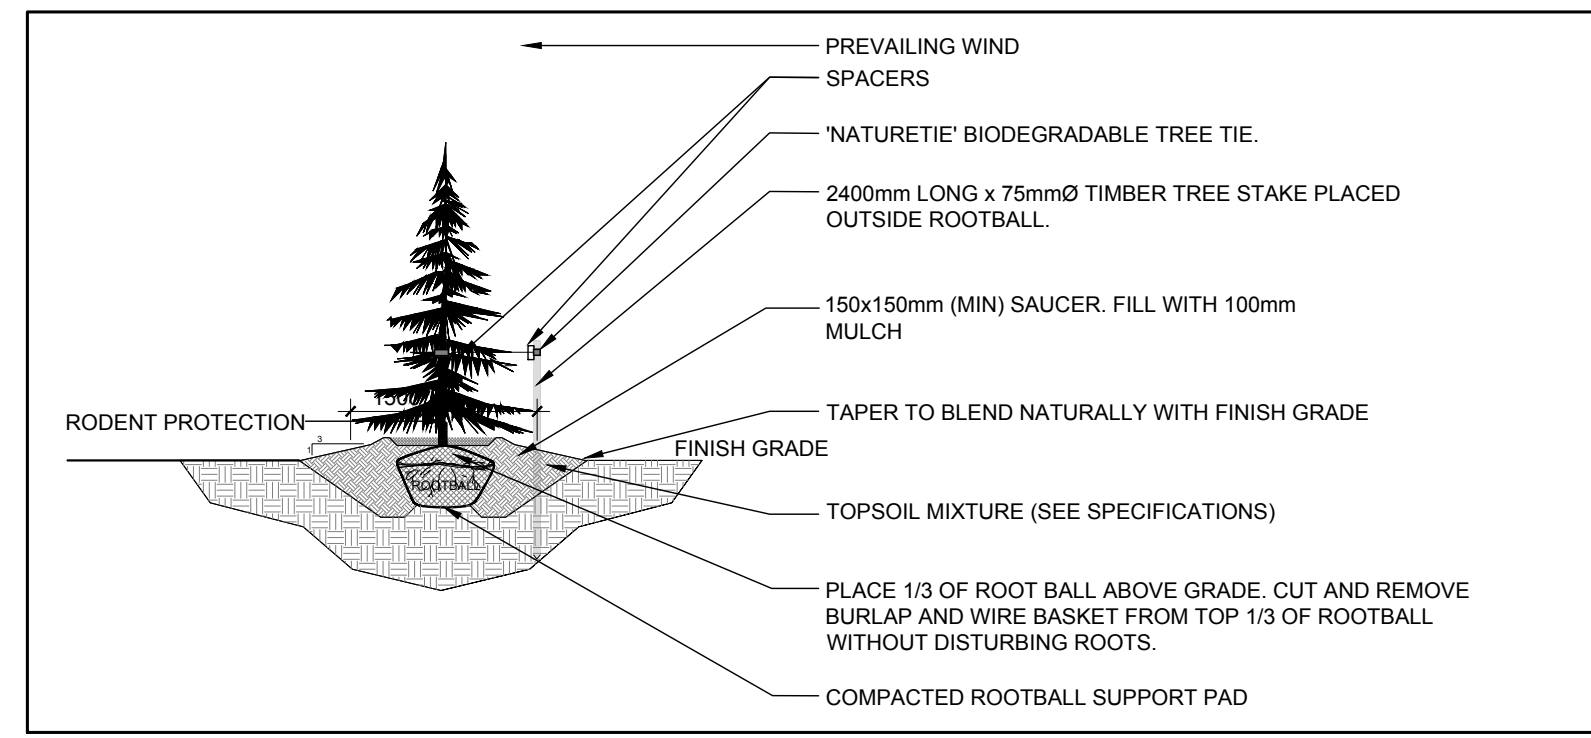 PREVAILING WIND
SPACERS
'NATURETIE' BIODEGRADABLE TREE TIE.
2400mm LONG x 75mmØ TIMBER TREE STAKE PLACED
OUTSIDE ROOTBALL.
150x150mm (MIN) SAUCER. FILL WITH 100mm
MULCH
RODENT PROTECTION
TAPER TO BLEND NATURALLY WITH FINISH GRADE
3
1
FINISH GRADE
ROOTBALL
TOPSOIL MIXTURE (SEE SPECIFICATIONS)
PLACE 1/3 OF ROOT BALL ABOVE GRADE. CUT AND REMOVE
BURLAP AND WIRE BASKET FROM TOP 1/3 OF ROOTBALL
WITHOUT DISTURBING ROOTS.
COMPACTED ROOTBALL SUPPORT PAD